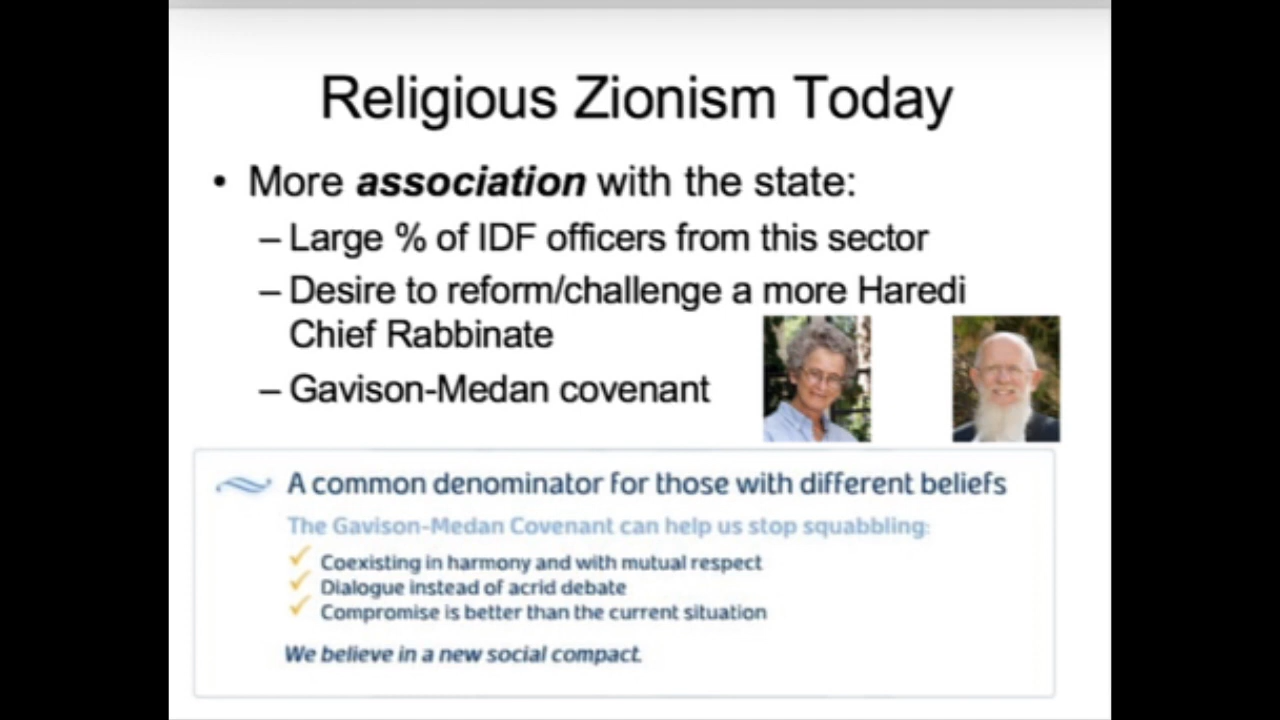 Religious Zionism Today
• More association with the state:
– Large % of IDF officers from this sector
– Desire to reform/challenge a more Haredi
Chief Rabbinate
– Gavison-Medan covenant
A common denominator for those with different beliefs
The Gavison-Medan Covenant can help us stop squabbling:
✓ Coexisting in harmony and with mutual respect
✓ Dialogue instead of acrid debate
✓ Compromise is better than the current situation
We believe in a new social compact.